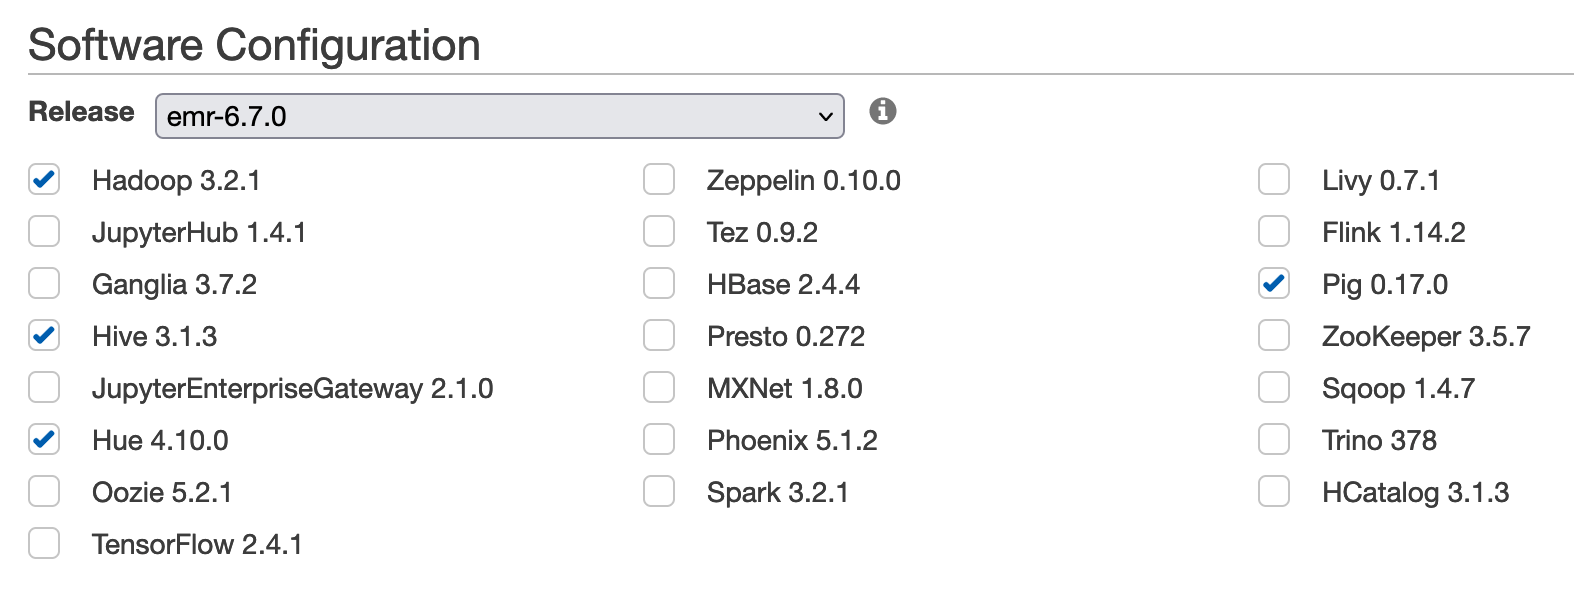 Software Configuration
Release emr-6.7.0
Hadoop 3.2.1 Zeppelin 0.10.0 Livy 0.7.1
JupyterHub 1.4.1 Tez 0.9.2 Flink 1.14.2
Ganglia 3.7.2 HBase 2.4.4 Pig 0.17.0
Hive 3.1.3 Presto 0.272 ZooKeeper 3.5.7
JupyterEnterpriseGateway 2.1.0 MXNet 1.8.0 Sqoop 1.4.7
Hue 4.10.0 Phoenix 5.1.2 Trino 378
Oozie 5.2.1 Spark 3.2.1 HCatalog 3.1.3
TensorFlow 2.4.1